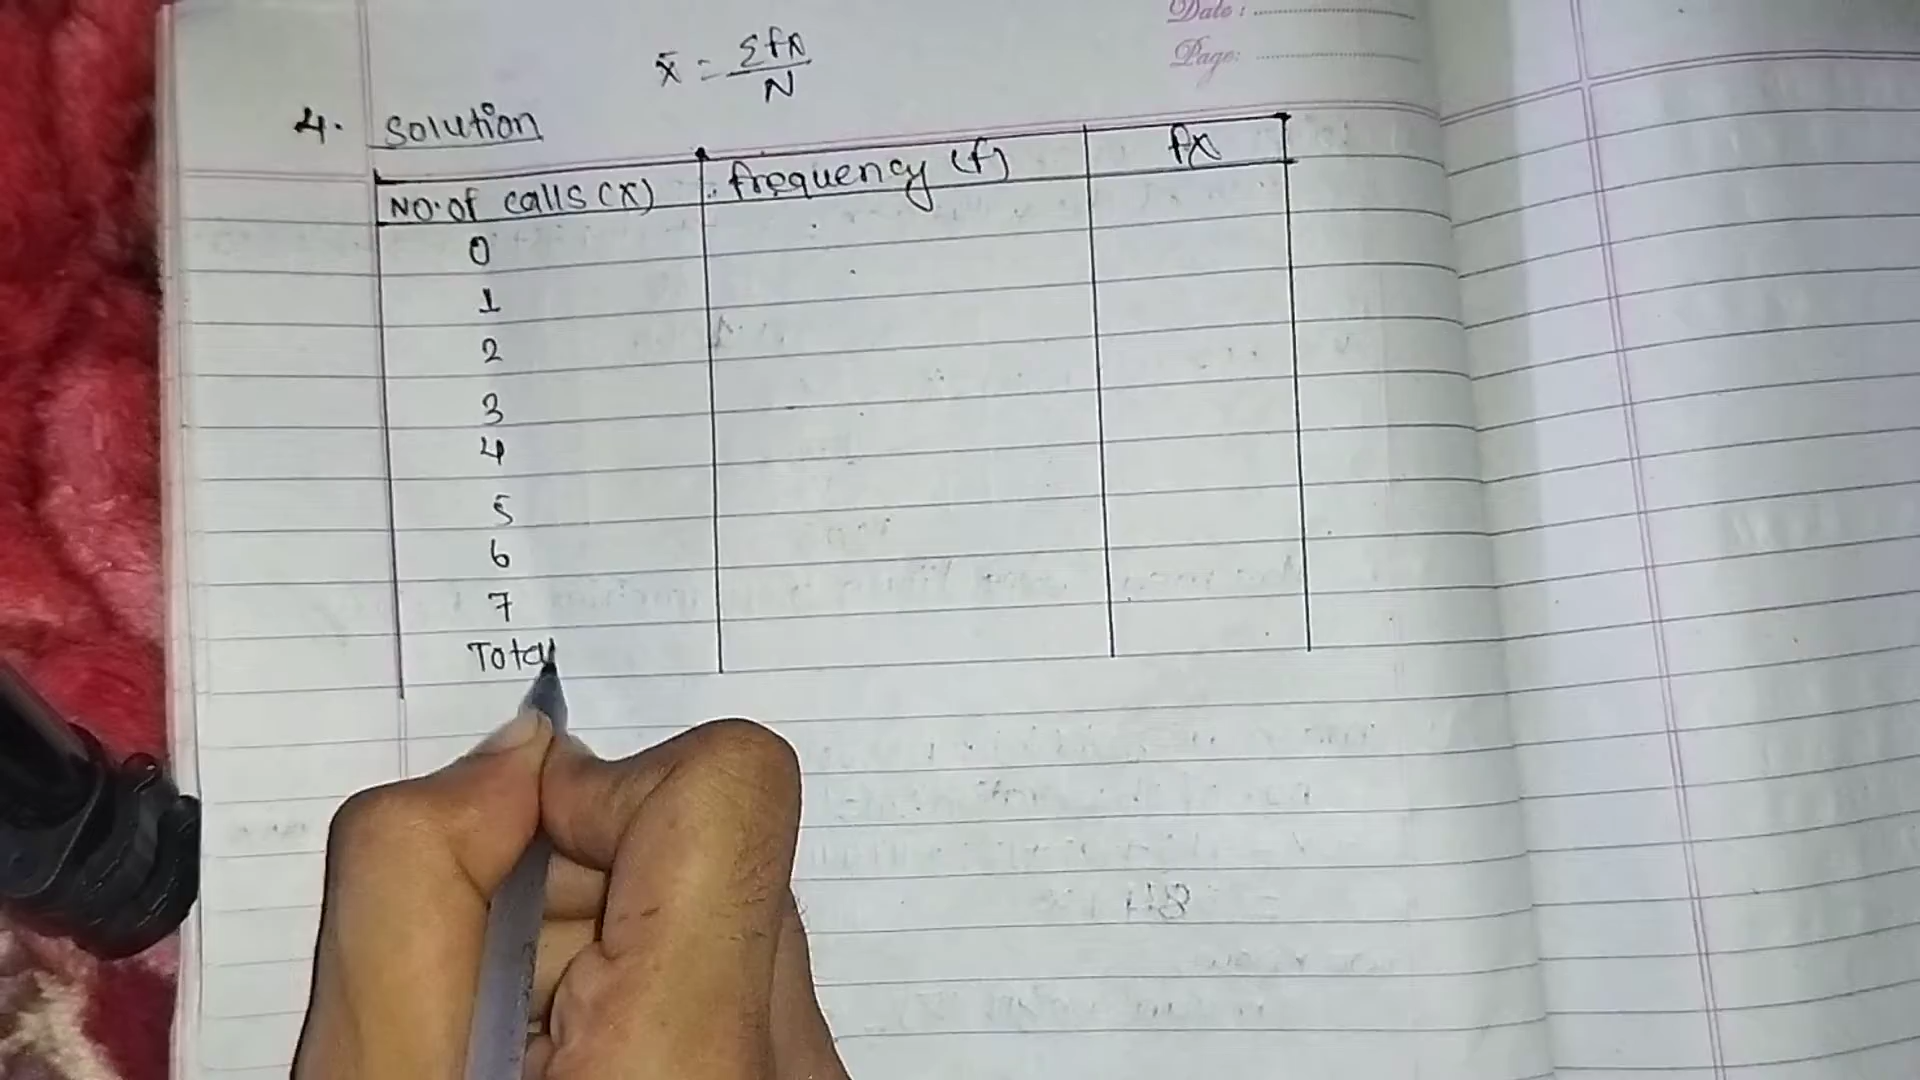 Date:
Page:
x̄ = Σfx
N
4. Solution
No. of calls (x) frequency (f) fx
0
1
2
3
4
5
6
7
Total